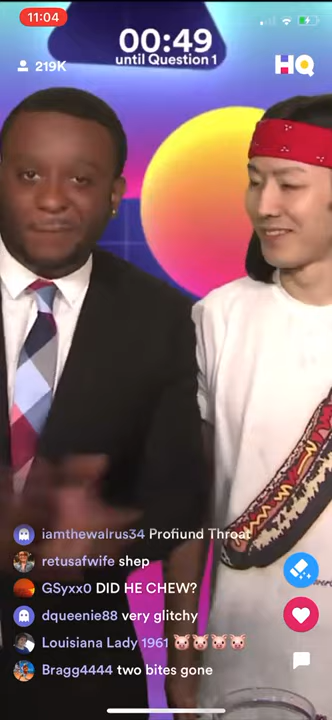 11:04
00:49
until Question 1
219K
HQ
iamthewalrus34 Profiund Throat
retusafwife shep
GSyxx0 DID HE CHEW?
dqueenie88 very glitchy
Louisiana Lady 1961 🐷🐷🐷🐷
Bragg4444 two bites gone